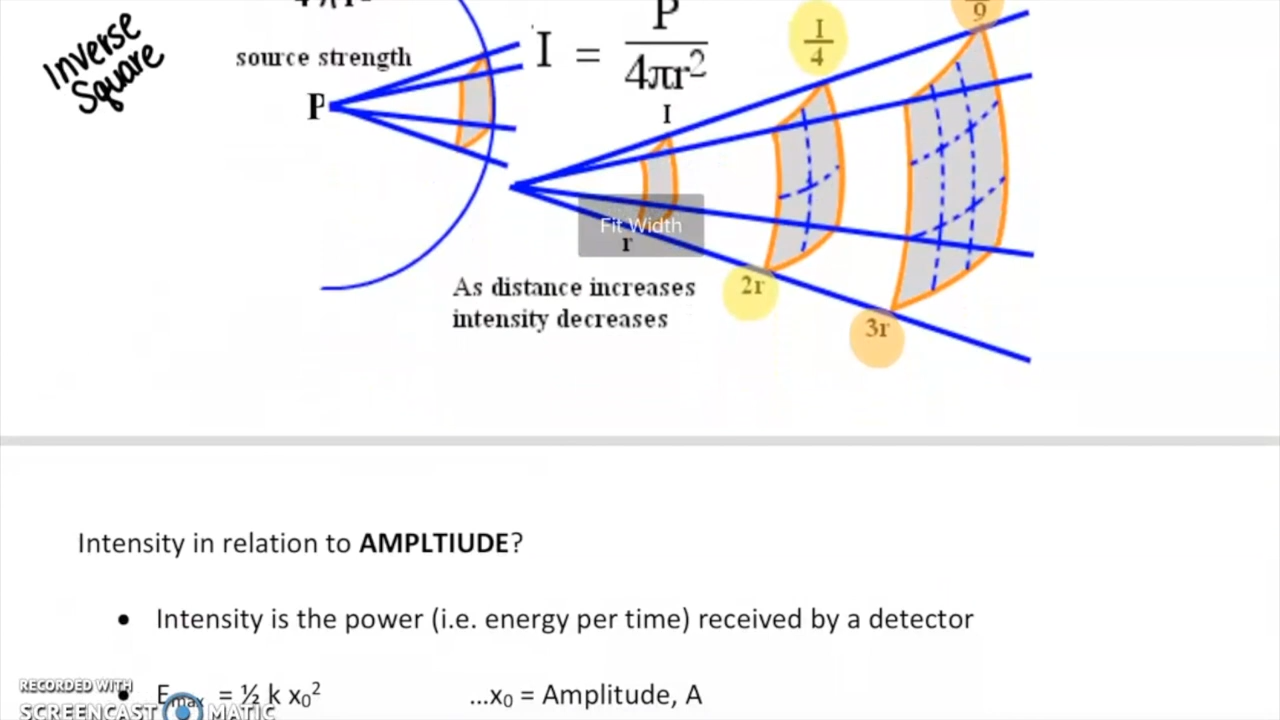 Inverse
Square
source strength
P
I = P / 4πr²
I
I/4
9
Fit Width
r
2r
3r
As distance increases
intensity decreases
Intensity in relation to AMPLTIUDE?
• Intensity is the power (i.e. energy per time) received by a detector
• Emax = ½ k x₀² ...x₀ = Amplitude, A
RECORDED WITH
SCREENCAST MATIC